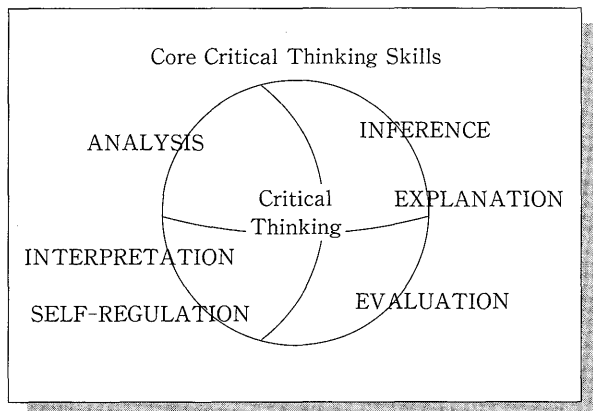 Core Critical Thinking Skills
ANALYSIS
INFERENCE
Critical
Thinking
EXPLANATION
INTERPRETATION
SELF-REGULATION
EVALUATION